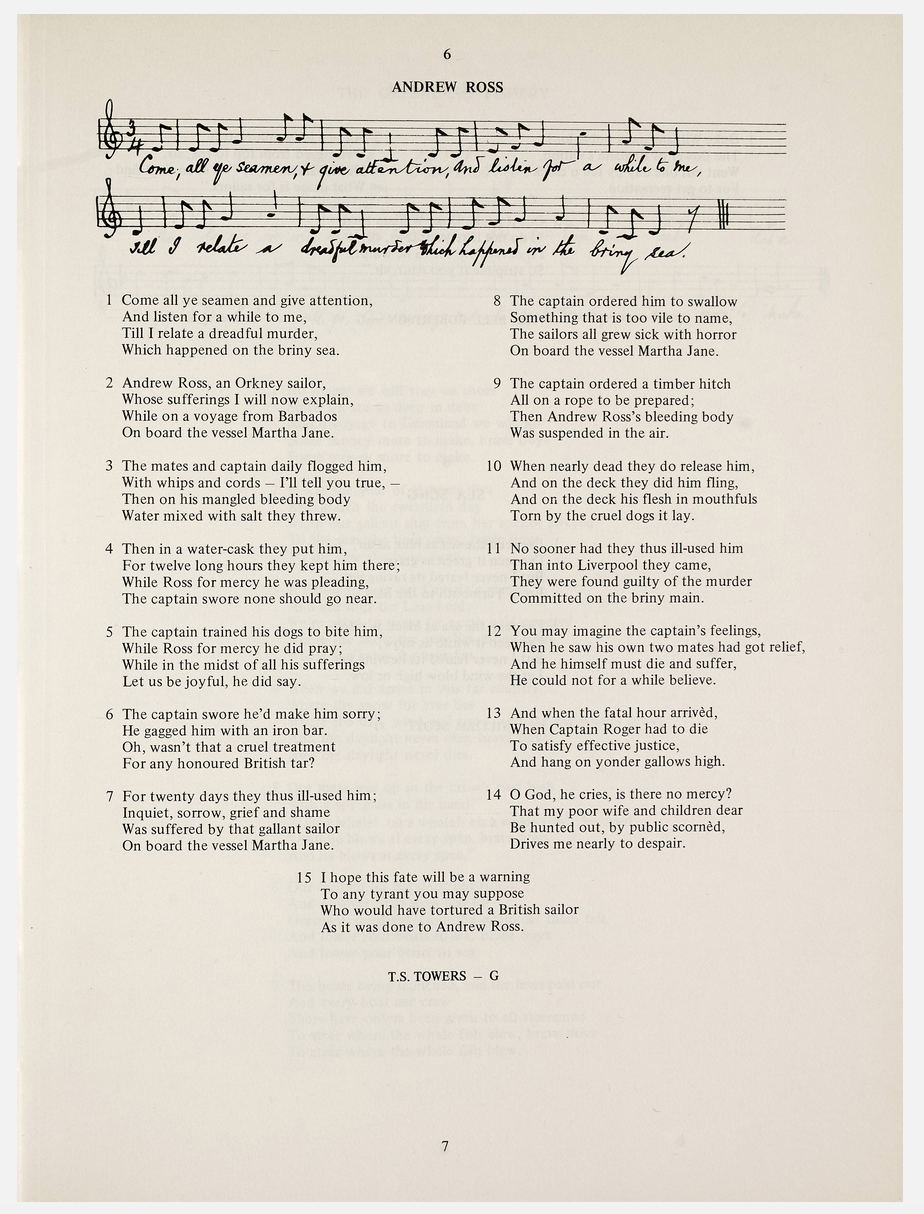 6
ANDREW ROSS
3
4
Come, all ye seamen, & give attention, And listen for a while to me,
Till I relate a dreadful murder Which happened in the briny sea.
1 Come all ye seamen and give attention,
And listen for a while to me,
Till I relate a dreadful murder,
Which happened on the briny sea.
2 Andrew Ross, an Orkney sailor,
Whose sufferings I will now explain,
While on a voyage from Barbados
On board the vessel Martha Jane.
3 The mates and captain daily flogged him,
With whips and cords – I'll tell you true, –
Then on his mangled bleeding body
Water mixed with salt they threw.
4 Then in a water-cask they put him,
For twelve long hours they kept him there;
While Ross for mercy he was pleading,
The captain swore none should go near.
5 The captain trained his dogs to bite him,
While Ross for mercy he did pray;
While in the midst of all his sufferings
Let us be joyful, he did say.
6 The captain swore he'd make him sorry;
He gagged him with an iron bar.
Oh, wasn't that a cruel treatment
For any honoured British tar?
7 For twenty days they thus ill-used him;
Inquiet, sorrow, grief and shame
Was suffered by that gallant sailor
On board the vessel Martha Jane.
8 The captain ordered him to swallow
Something that is too vile to name,
The sailors all grew sick with horror
On board the vessel Martha Jane.
9 The captain ordered a timber hitch
All on a rope to be prepared;
Then Andrew Ross's bleeding body
Was suspended in the air.
10 When nearly dead they do release him,
And on the deck they did him fling,
And on the deck his flesh in mouthfuls
Torn by the cruel dogs it lay.
11 No sooner had they thus ill-used him
Than into Liverpool they came,
They were found guilty of the murder
Committed on the briny main.
12 You may imagine the captain's feelings,
When he saw his own two mates had got relief,
And he himself must die and suffer,
He could not for a while believe.
13 And when the fatal hour arrivèd,
When Captain Roger had to die
To satisfy effective justice,
And hang on yonder gallows high.
14 O God, he cries, is there no mercy?
That my poor wife and children dear
Be hunted out, by public scornèd,
Drives me nearly to despair.
15 I hope this fate will be a warning
To any tyrant you may suppose
Who would have tortured a British sailor
As it was done to Andrew Ross.
T.S. TOWERS – G
7